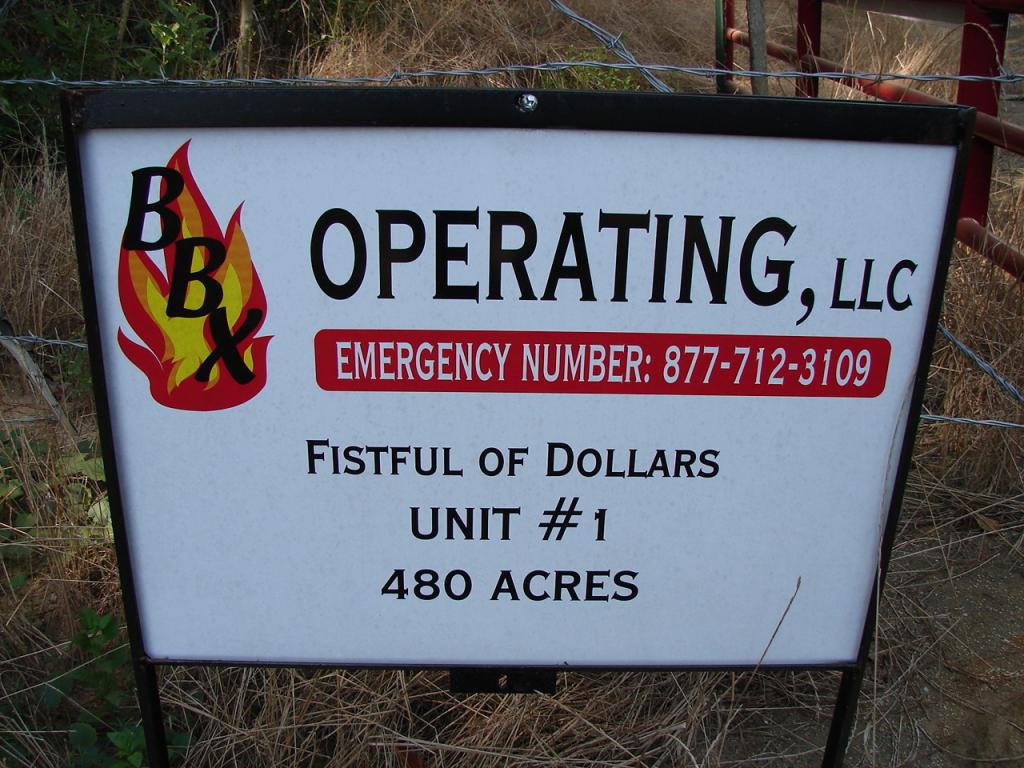 BBX
OPERATING, LLC
EMERGENCY NUMBER: 877-712-3109
FISTFUL OF DOLLARS
UNIT #1
480 ACRES